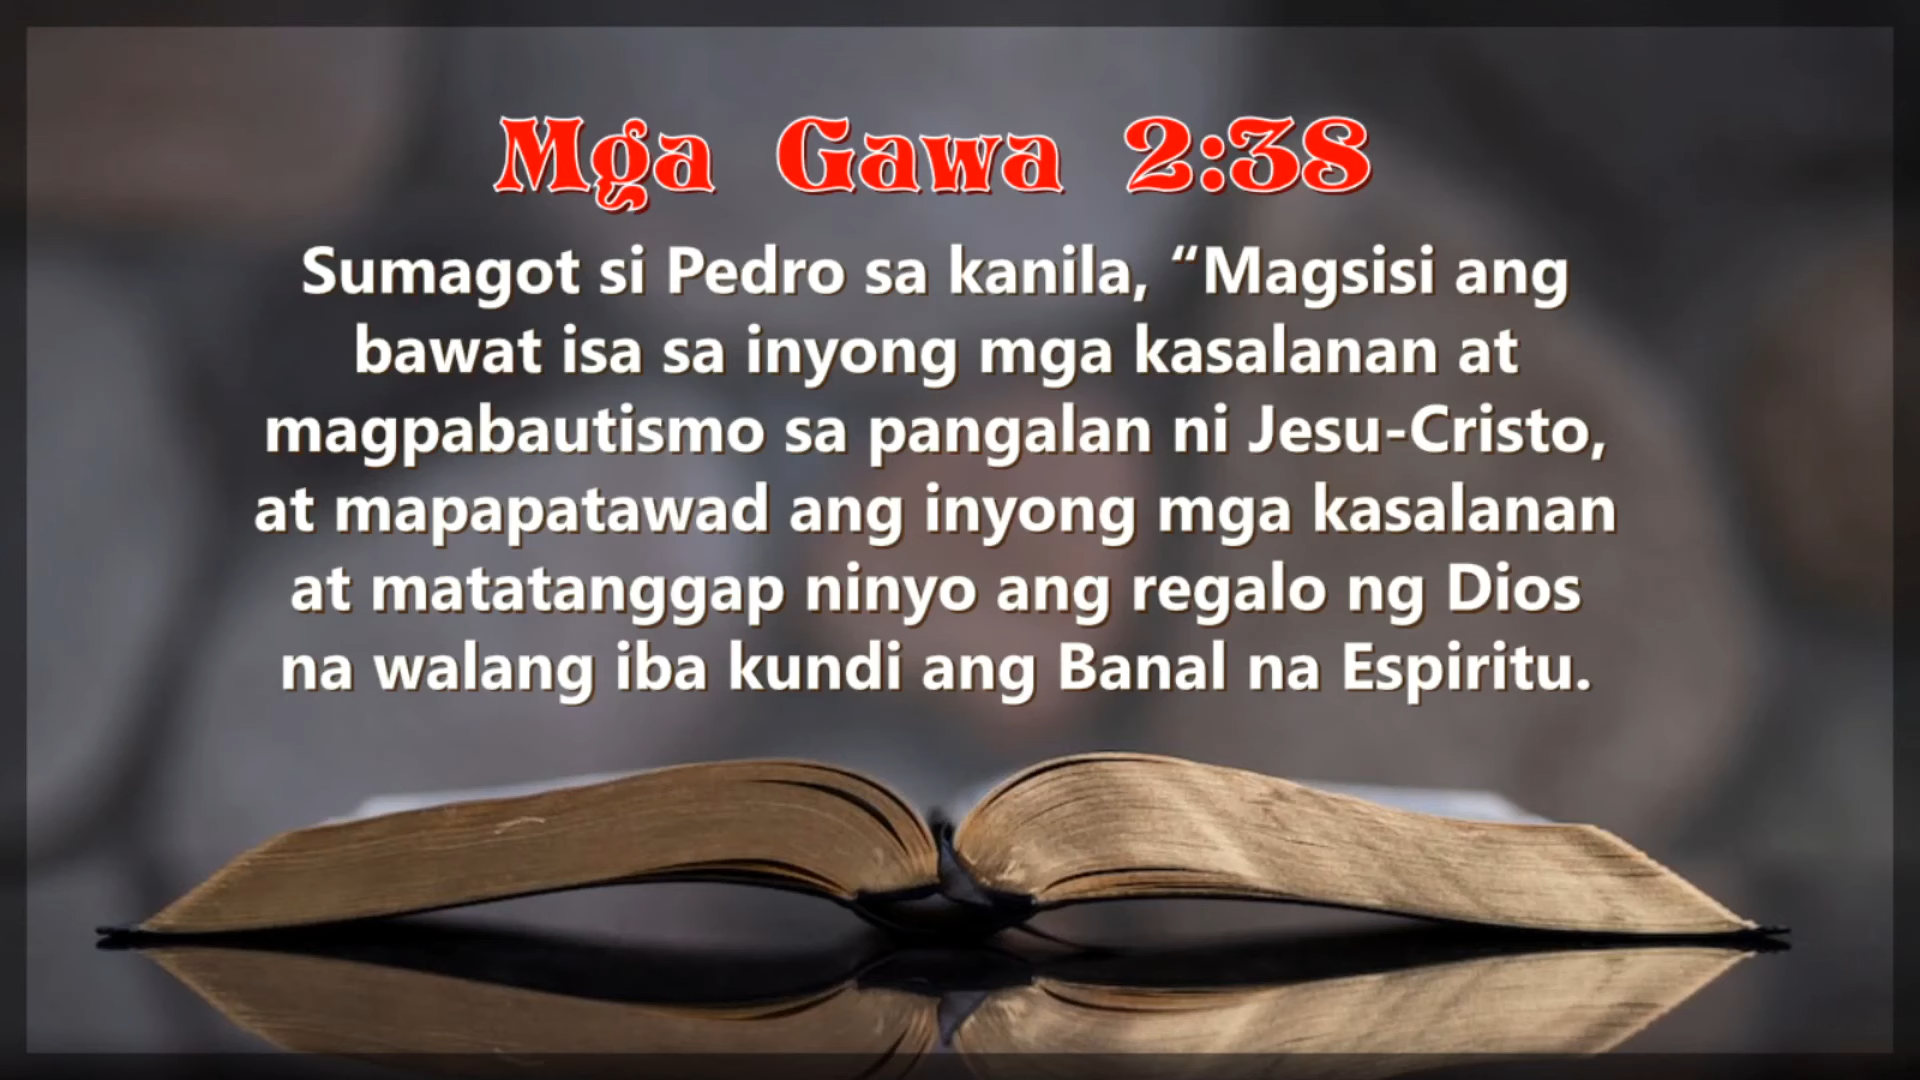 Mga Gawa 2:38
Sumagot si Pedro sa kanila, “Magsisi ang
bawat isa sa inyong mga kasalanan at
magpabautismo sa pangalan ni Jesu-Cristo,
at mapapatawad ang inyong mga kasalanan
at matatanggap ninyo ang regalo ng Dios
na walang iba kundi ang Banal na Espiritu.